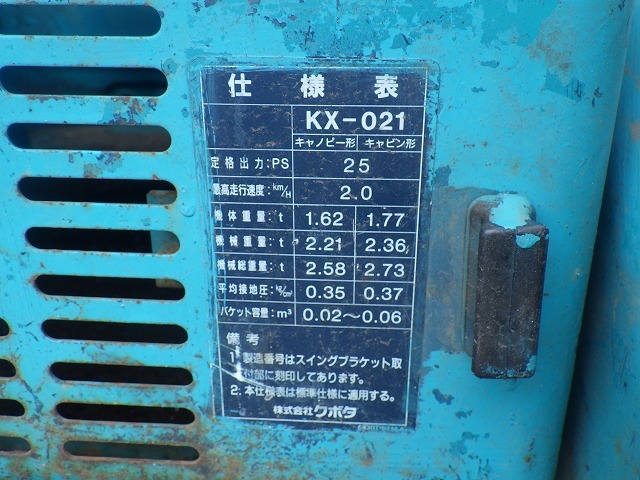 仕様表
KX-021
キャノピー形 キャビン形
定格出力:PS 25
最高走行速度:km/H 2.0
機体重量:t 1.62 1.77
機械重量:t 2.21 2.36
機械総重量:t 2.58 2.73
平均接地圧:kg/cm² 0.35 0.37
バケット容量:m³ 0.02~0.06
備考
1. 製造番号はスイングブラケット取
付部に刻印してあります。
2. 本仕様表は標準仕様に適用する。
株式会社クボタ